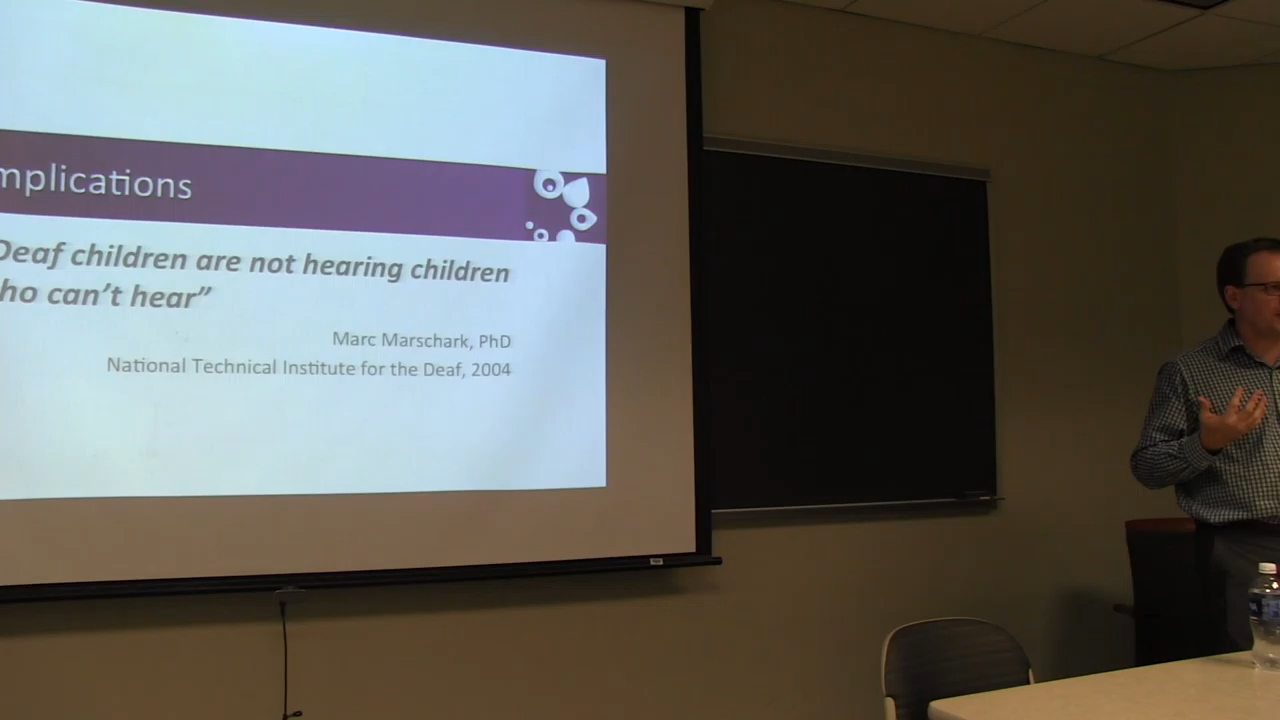 mplications
Deaf children are not hearing children
ho can't hear”
Marc Marschark, PhD
National Technical Institute for the Deaf, 2004